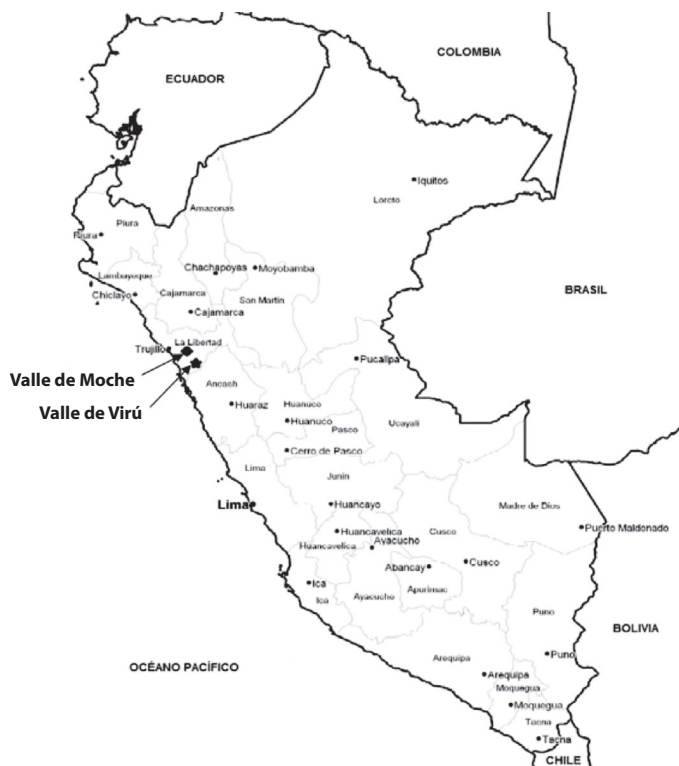 COLOMBIA
ECUADOR
Iquitos
Loreto
Amazonas
Piura
Piura
Chachapoyas
Moyobamba
Lambayeque
Chiclayo
Cajamarca
San Martin
BRASIL
Cajamarca
La Libertad
Trujillo
Pucallpa
Valle de Moche
Ancash
Valle de Virú
Huaraz
Huanuco
Huanuco
Ucayali
Pasco
Cerro de Pasco
Lima
Junin
Lima
Huancayo
Madre de Dios
Puerto Maldonado
Huancavelica
Cusco
Ayacucho
Huancavelica
Cusco
Abancay
Ica
Apurimac
Ica
Ayacucho
Puno
BOLIVIA
Puno
Arequipa
OCÉANO PACÍFICO
Arequipa
Moquegua
Moquegua
Tacna
Tacna
CHILE